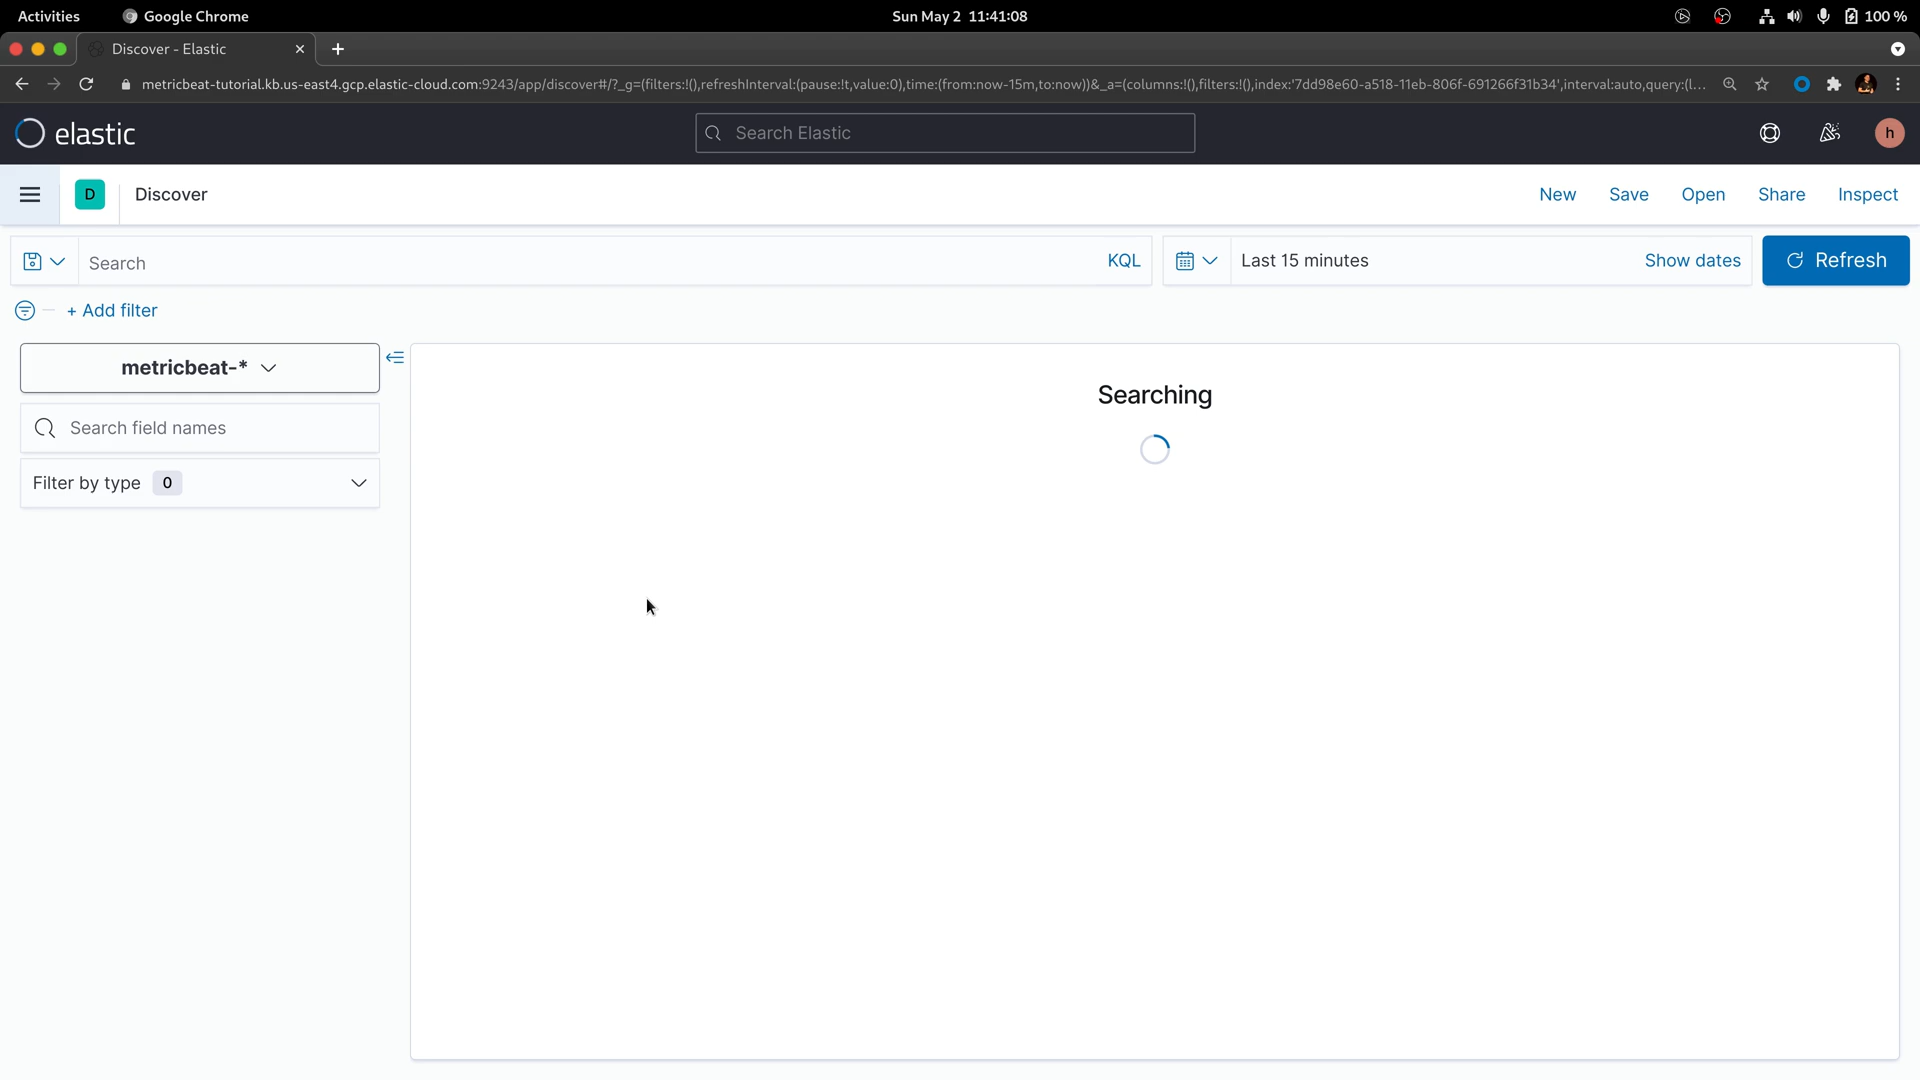 Activities Google Chrome Sun May 2 11:41:08 100 %
Discover - Elastic
metricbeat-tutorial.kb.us-east4.gcp.elastic-cloud.com:9243/app/discover#/?_g=(filters:!(),refreshInterval:(pause:!t,value:0),time:(from:now-15m,to:now))&_a=(columns:!(),filters:!(),index:'7dd98e60-a518-11eb-806f-691266f31b34',interval:auto,query:(l...
elastic Search Elastic h
D Discover New Save Open Share Inspect
Search KQL Last 15 minutes Show dates Refresh
+ Add filter
metricbeat-*
Searching
Search field names
Filter by type 0